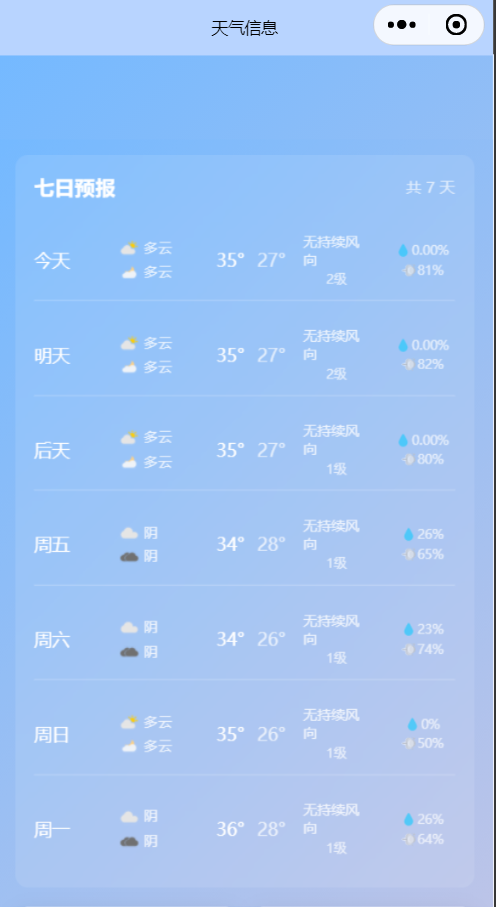 天气信息
七日预报 共 7 天
今天 多云 多云 35° 27° 无持续风向 2级 0.00% 81%
明天 多云 多云 35° 27° 无持续风向 2级 0.00% 82%
后天 多云 多云 35° 27° 无持续风向 1级 0.00% 80%
周五 阴 阴 34° 28° 无持续风向 1级 26% 65%
周六 阴 阴 34° 26° 无持续风向 1级 23% 74%
周日 多云 多云 35° 26° 无持续风向 1级 0% 50%
周一 阴 阴 36° 28° 无持续风向 1级 26% 64%